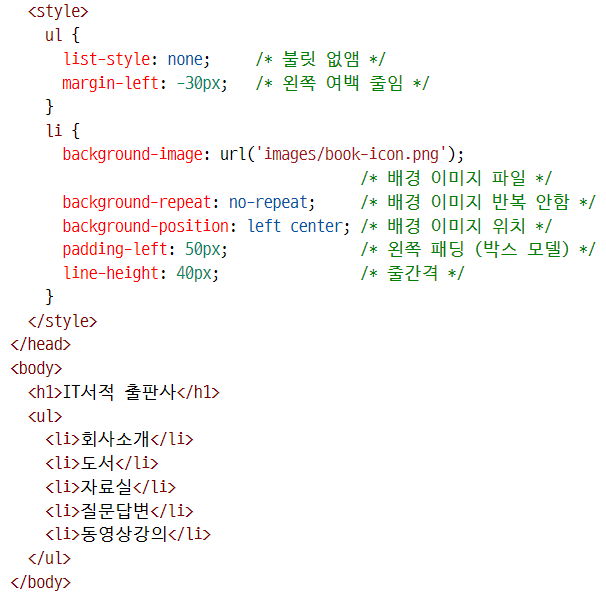 <style>
ul {
list-style: none; /* 불릿 없앰 */
margin-left: -30px; /* 왼쪽 여백 줄임 */
}
li {
background-image: url('images/book-icon.png');
/* 배경 이미지 파일 */
background-repeat: no-repeat; /* 배경 이미지 반복 안함 */
background-position: left center; /* 배경 이미지 위치 */
padding-left: 50px; /* 왼쪽 패딩 (박스 모델) */
line-height: 40px; /* 줄간격 */
}
</style>
</head>
<body>
<h1>IT서적 출판사</h1>
<ul>
<li>회사소개</li>
<li>도서</li>
<li>자료실</li>
<li>질문답변</li>
<li>동영상강의</li>
</ul>
</body>